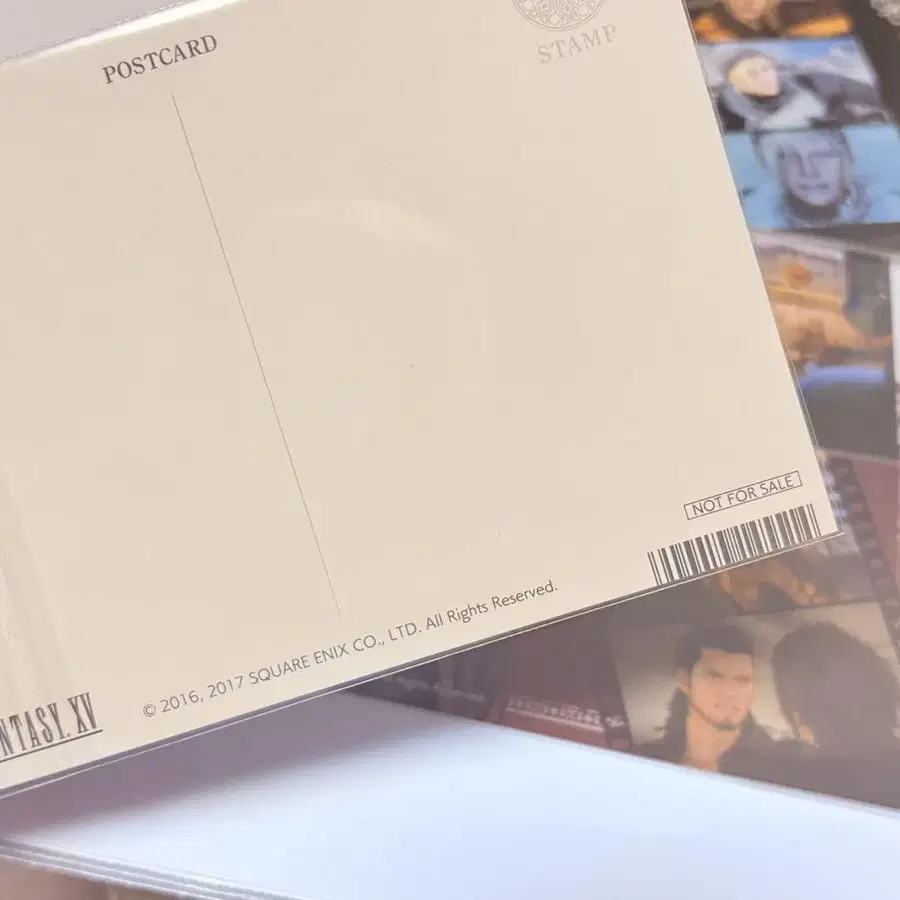 POSTCARD
STAMP
NOT FOR SALE
© 2016, 2017 SQUARE ENIX CO., LTD. All Rights Reserved.
NTASY. XV